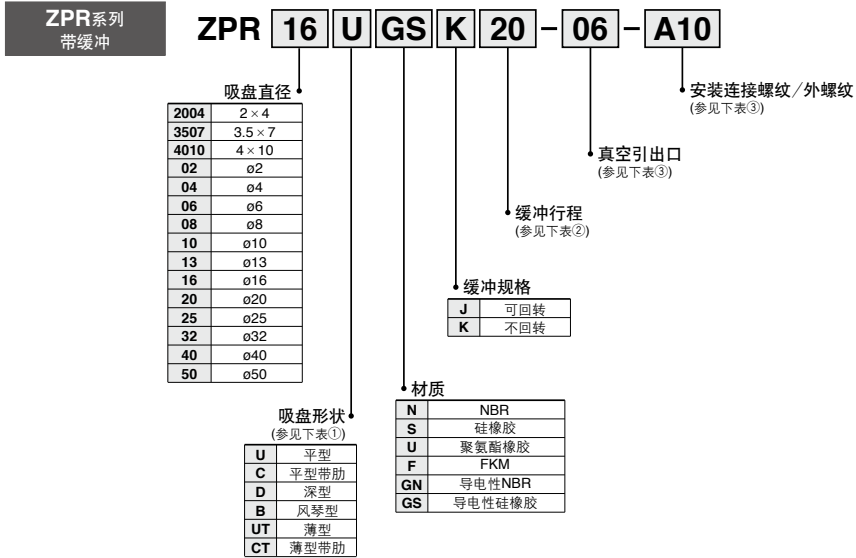 ZPR系列
带缓冲
ZPR 16 U GS K 20 - 06 - A10
安装连接螺纹/外螺纹
(参见下表③)
真空引出口
(参见下表③)
缓冲行程
(参见下表②)
缓冲规格
J 可回转
K 不回转
材质
N NBR
S 硅橡胶
U 聚氨酯橡胶
F FKM
GN 导电性NBR
GS 导电性硅橡胶
吸盘形状
(参见下表①)
U 平型
C 平型带肋
D 深型
B 风琴型
UT 薄型
CT 薄型带肋
吸盘直径
2004 2×4
3507 3.5×7
4010 4×10
02 ø2
04 ø4
06 ø6
08 ø8
10 ø10
13 ø13
16 ø16
20 ø20
25 ø25
32 ø32
40 ø40
50 ø50